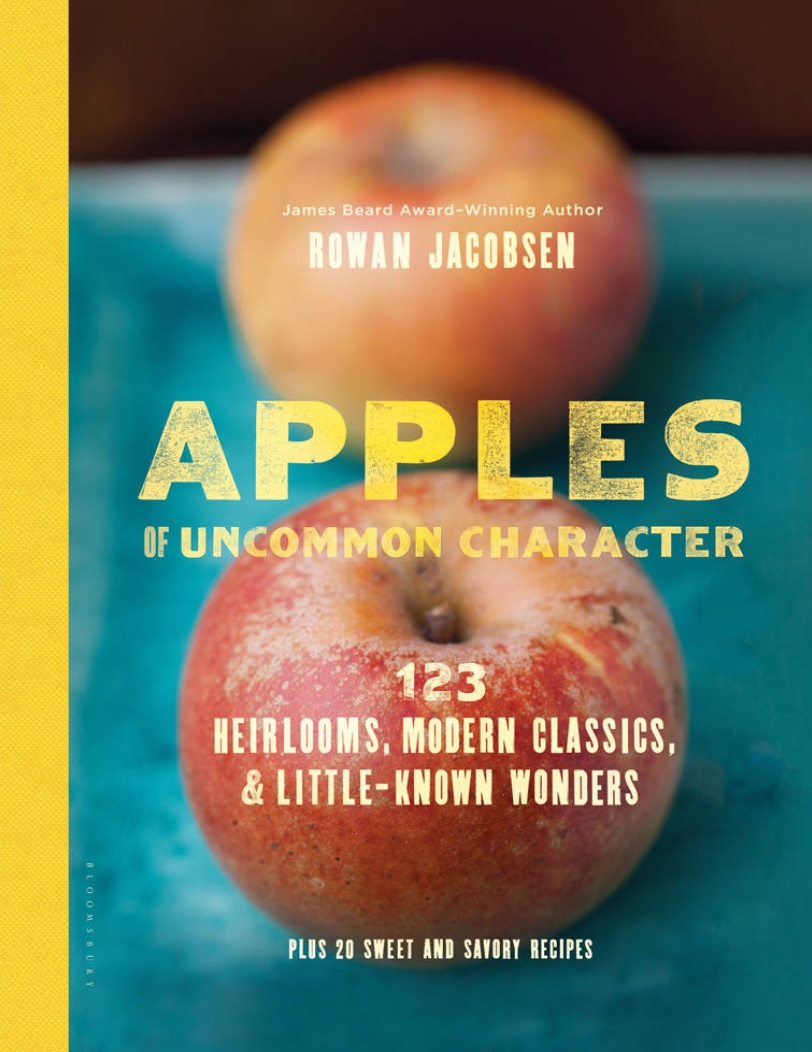 James Beard Award–Winning Author
ROWAN JACOBSEN
APPLES
OF UNCOMMON CHARACTER
123
HEIRLOOMS, MODERN CLASSICS,
& LITTLE-KNOWN WONDERS
PLUS 20 SWEET AND SAVORY RECIPES
BLOOMSBURY